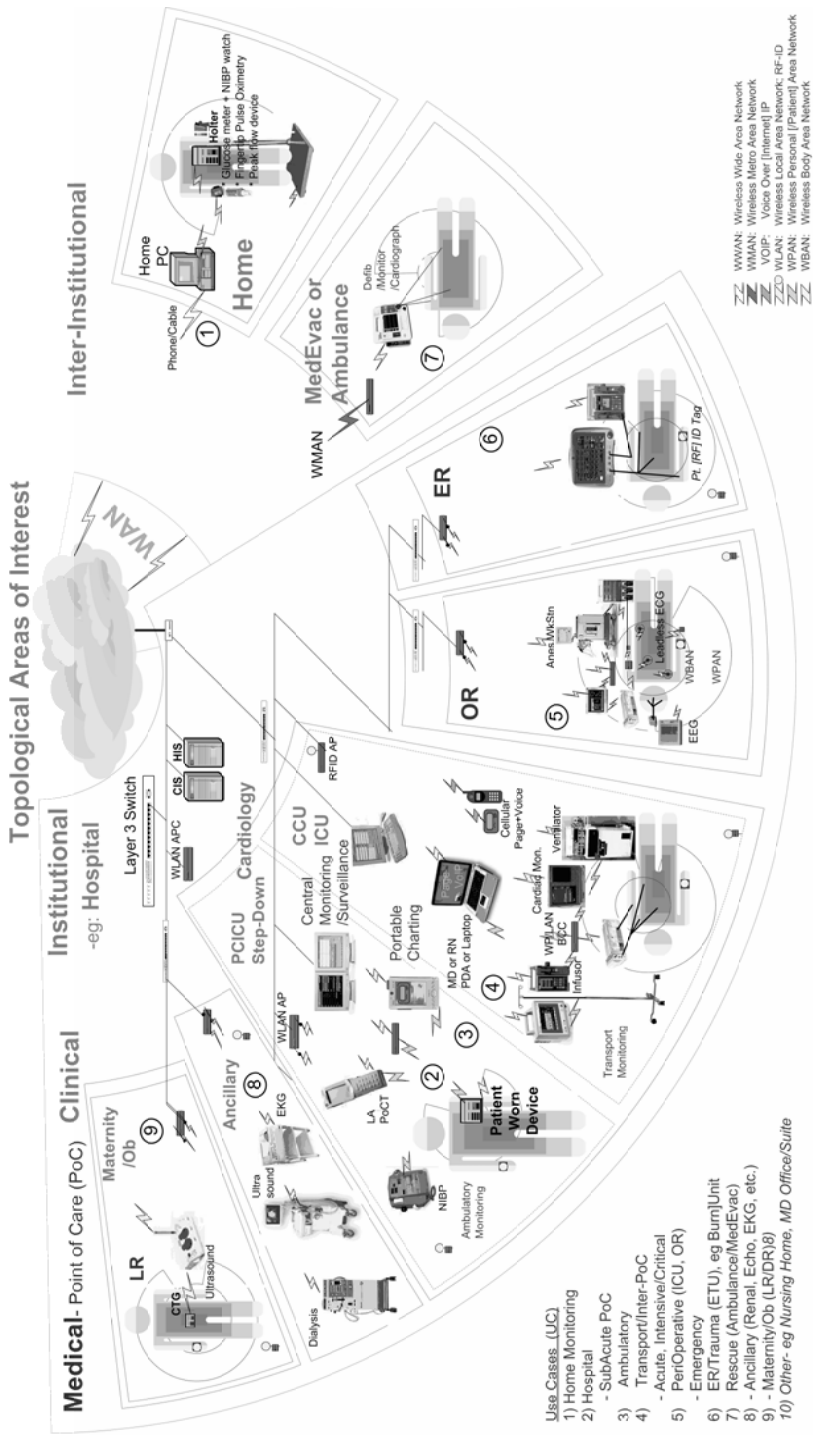 Topological Areas of Interest
Medical- Point of Care (PoC)
Clinical
Institutional
-eg: Hospital
Inter-Institutional
WAN
Layer 3 Switch
WLAN APC
CIS
HIS
Maternity
/Ob
9
LR
CTG
Ultrasound
Ancillary
8
EKG
Ultra
sound
Dialysis
PCICU
Step-Down
Cardiology
WLAN AP
RFID AP
CCU
ICU
Central
Monitoring
/Surveillance
Portable
Charting
LA
PoCT
2
3
4
NIBP
Ambulatory
Monitoring
Patient
Worn
Device
MD or RN
PDA or Laptop
Page
VoIP
Cellular
Page+Voice
Transport
Monitoring
Infusor
WP/LAN
BCC
Cardiac Mon.
Ventilator
OR
5
Anes WkStn
Leadless ECG
WBAN
WPAN
EEG
ER
6
Pt. [RF] ID Tag
WMAN
MedEvac or
Ambulance
7
Defib
/Monitor
/Cardiograph
Phone/Cable
1
Home
PC
Home
Holter
• Glucose meter + NIBP watch
• Fingertip Pulse Oximetry
• Peak flow device
Use Cases (UC)
1) Home Monitoring
2) Hospital
- SubAcute PoC
3) Ambulatory
4) Transport/Inter-PoC
- Acute, Intensive/Critical
5) PeriOperative (ICU, OR)
- Emergency
6) ER/Trauma (ETU), eg Burn]Unit
7) Rescue (Ambulance/MedEvac)
8) - Ancillary (Renal, Echo, EKG, etc.)
9) - Maternity/Ob (LR/DR)8)
10) Other- eg Nursing Home, MD Office/Suite
WWAN: Wireless Wide Area Network
WMAN: Wireless Metro Area Network
VOIP: Voice Over [Internet] IP
WLAN: Wireless Local Area Network; RF-ID
WPAN: Wireless Personal [/Patient] Area Network
WBAN: Wireless Body Area Network